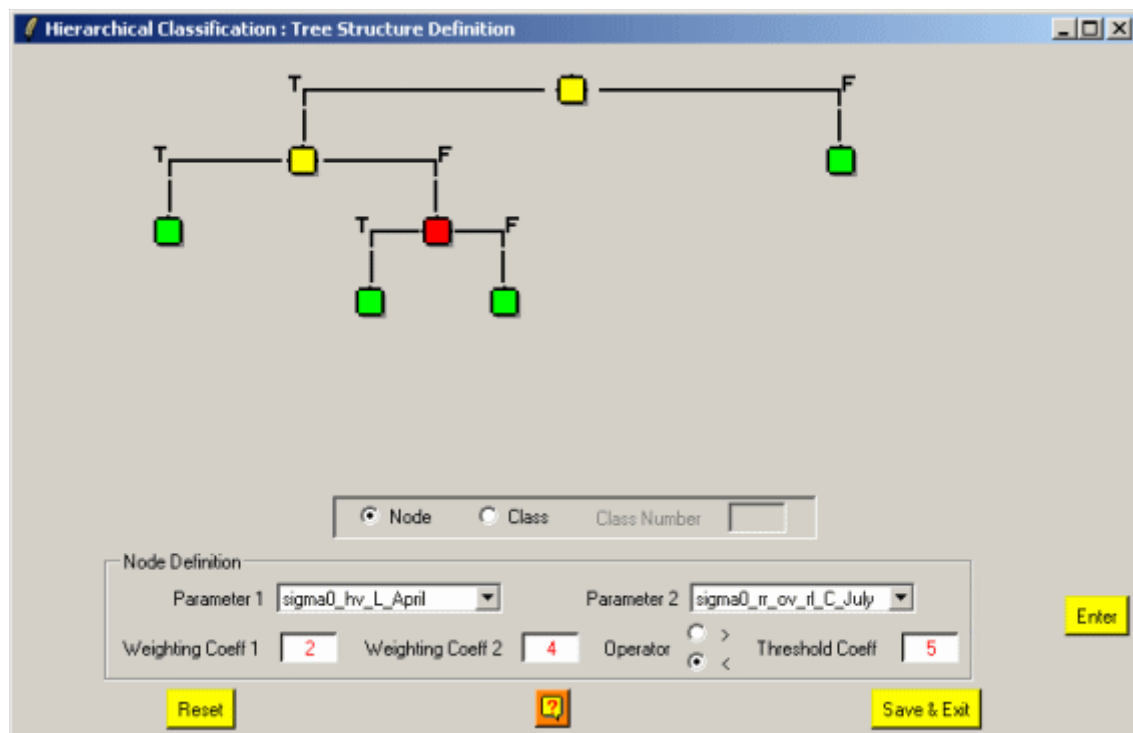 Hierarchical Classification : Tree Structure Definition
T F
T F
T F
Node Class Class Number
Node Definition
Parameter 1 sigma0_hv_L_April Parameter 2 sigma0_rr_ov_rl_C_July
Enter
Weighting Coeff 1 2 Weighting Coeff 2 4 Operator > < Threshold Coeff 5
Reset ? Save & Exit